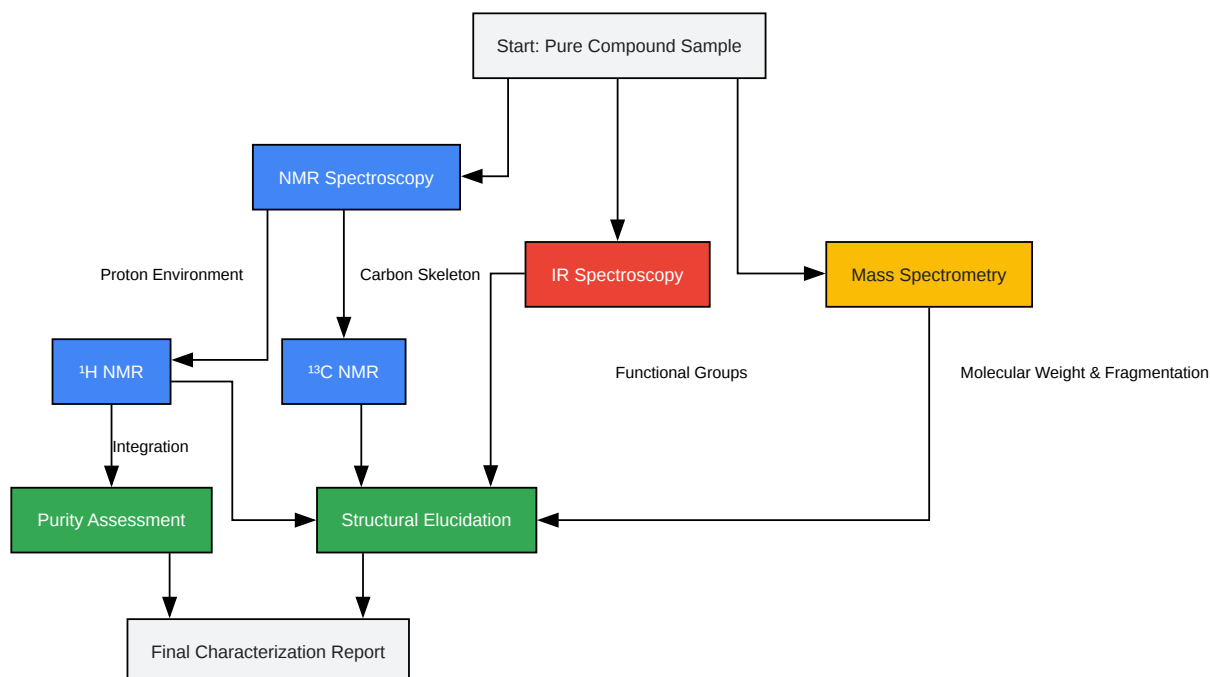 Start: Pure Compound Sample
NMR Spectroscopy
Proton Environment
Carbon Skeleton
IR Spectroscopy
Mass Spectrometry
¹H NMR
¹³C NMR
Functional Groups
Molecular Weight & Fragmentation
Integration
Purity Assessment
Structural Elucidation
Final Characterization Report